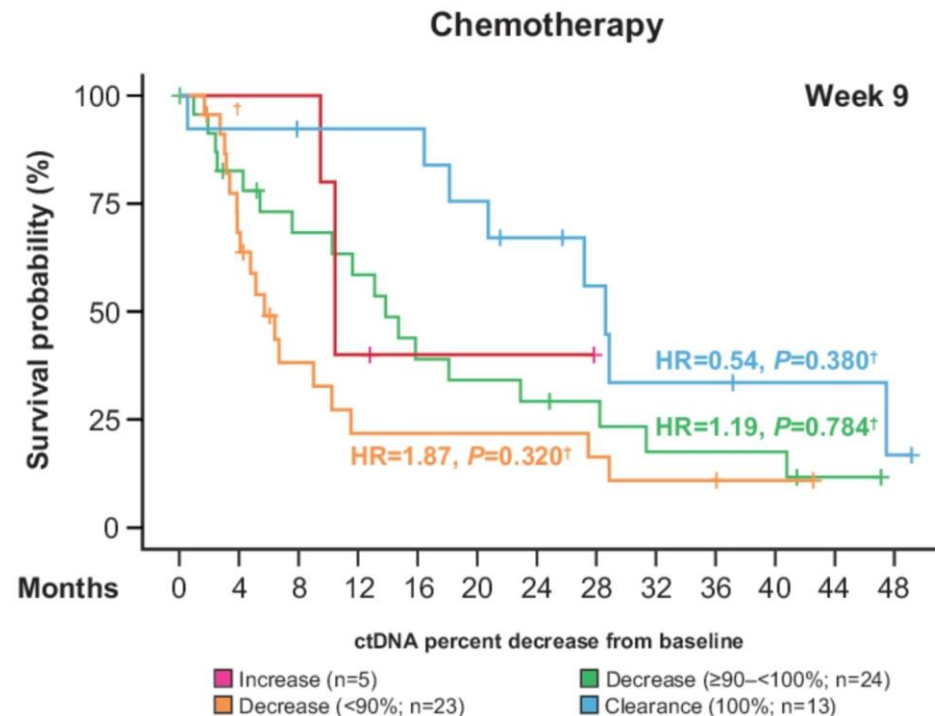 Chemotherapy
Week 9
Survival probability (%)
100
75
50
25
0
†
HR=0.54, P=0.380†
HR=1.19, P=0.784†
HR=1.87, P=0.320†
Months 0 4 8 12 16 20 24 28 32 36 40 44 48
ctDNA percent decrease from baseline
Increase (n=5) Decrease (≥90–<100%; n=24)
Decrease (<90%; n=23) Clearance (100%; n=13)